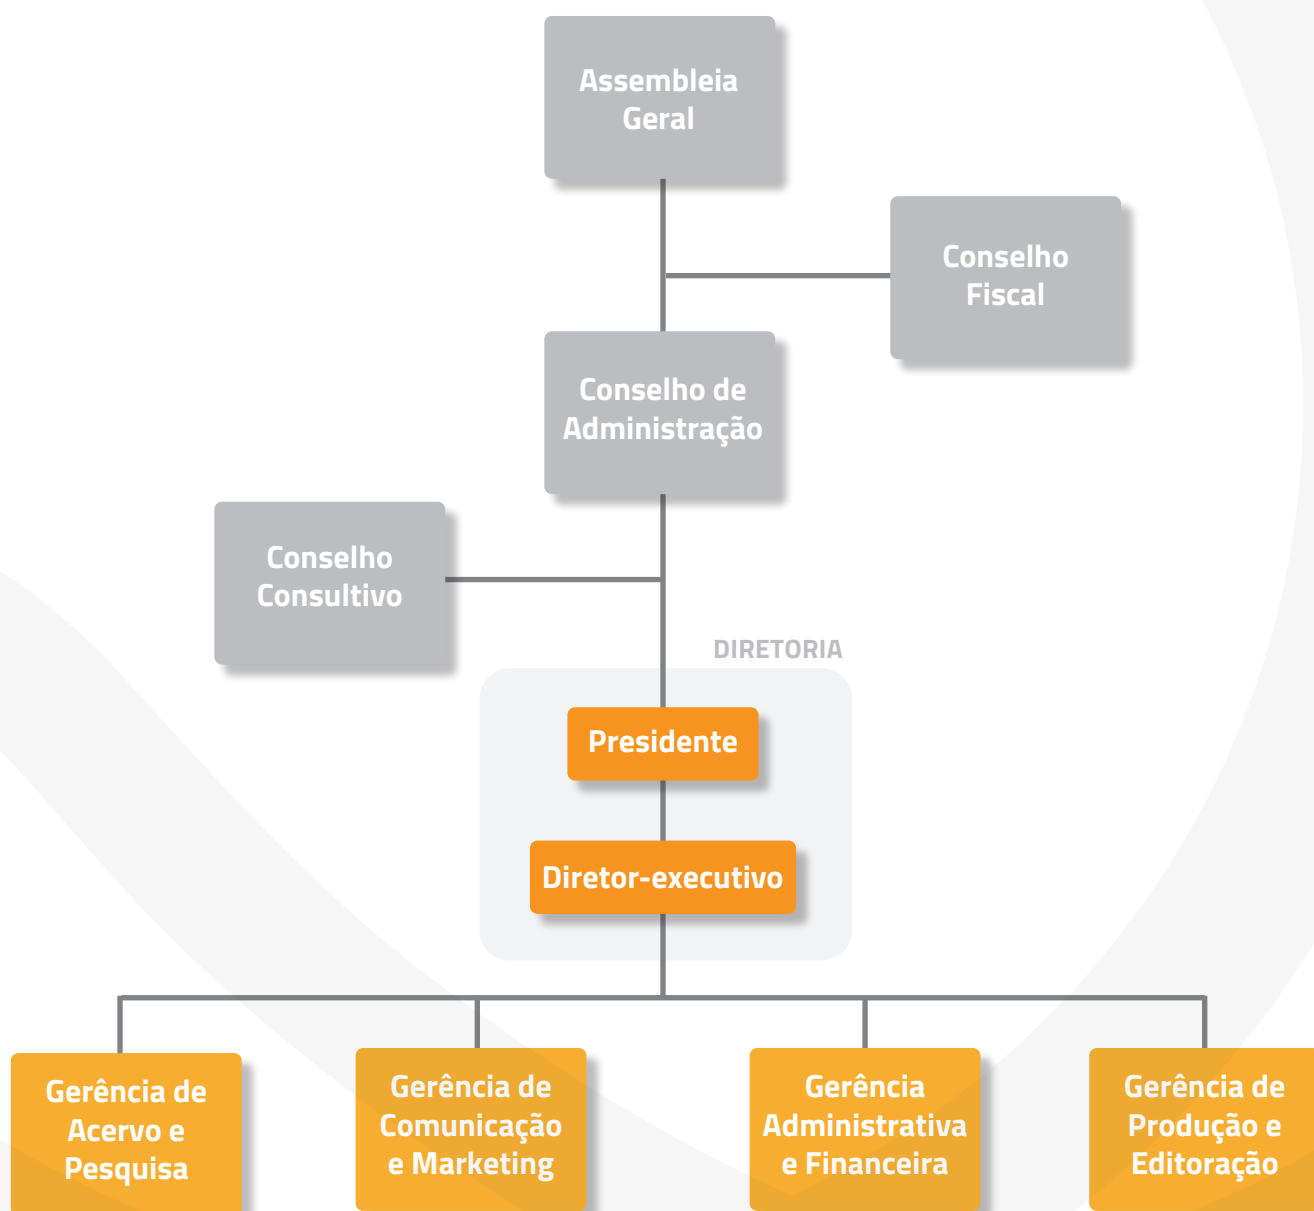 Assembleia
Geral
Conselho
Fiscal
Conselho de
Administração
Conselho
Consultivo
DIRETORIA
Presidente
Diretor-executivo
Gerência de
Acervo e
Pesquisa
Gerência de
Comunicação
e Marketing
Gerência
Administrativa
e Financeira
Gerência de
Produção e
Editoração